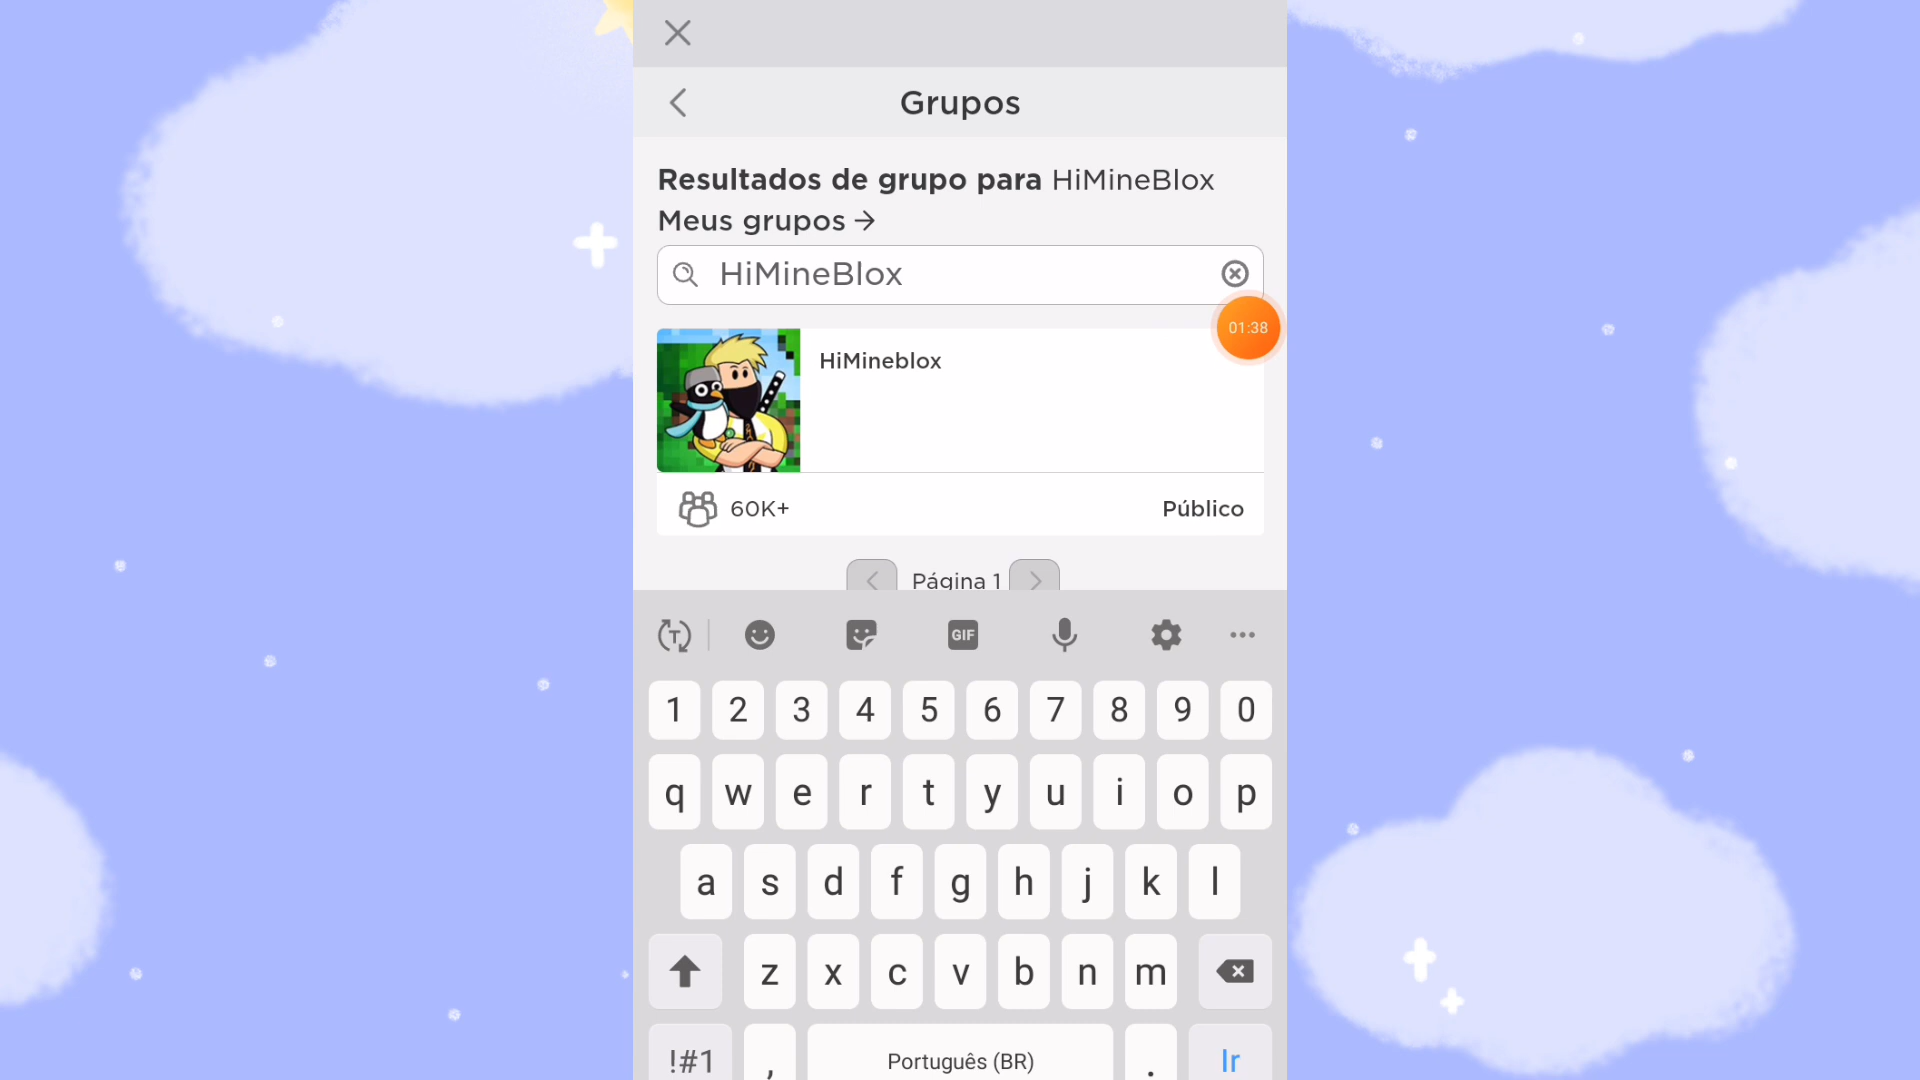 Grupos
Resultados de grupo para HiMineBlox
Meus grupos →
HiMineBlox
01:38
HiMineblox
60K+
Público
Página 1
T
GIF
1 2 3 4 5 6 7 8 9 0
q w e r t y u i o p
a s d f g h j k l
z x c v b n m
!#1 , Português (BR) . Ir